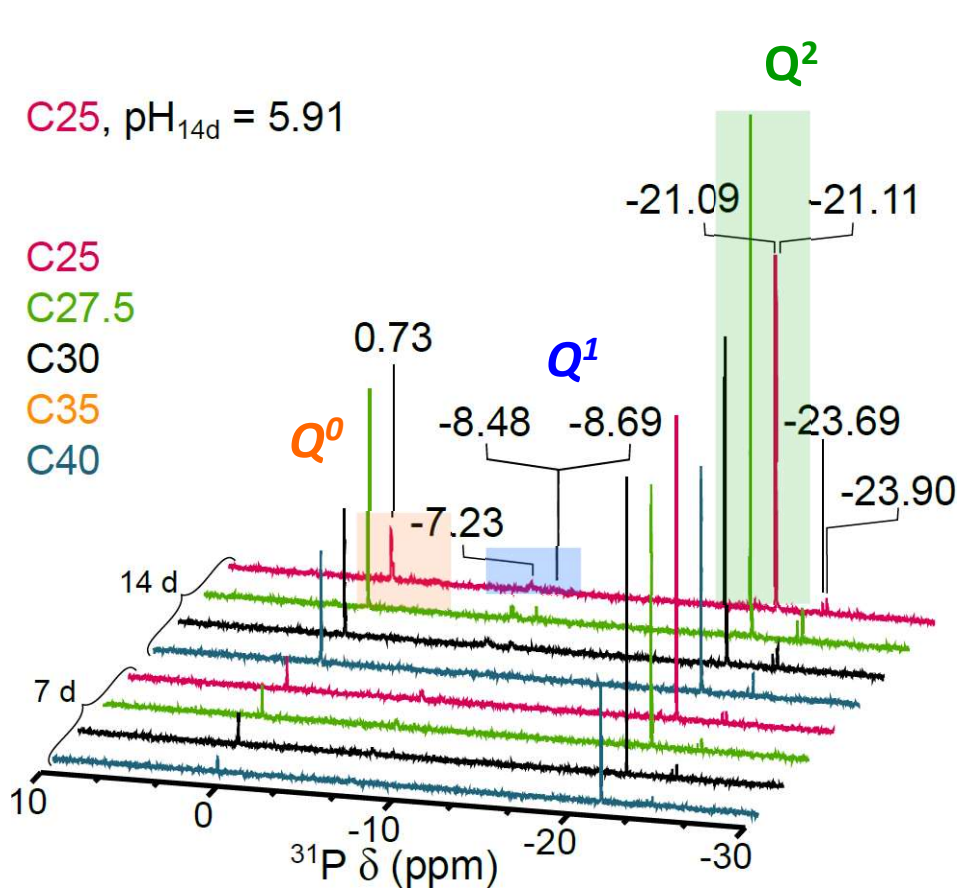 Q²
C25, pH₁₄d = 5.91
-21.09
-21.11
C25
C27.5
C30
C35
C40
0.73
Q¹
Q⁰
-8.48
-8.69
-23.69
-23.90
-7.23
14 d
7 d
10
0
-10
-20
-30
³¹P δ (ppm)